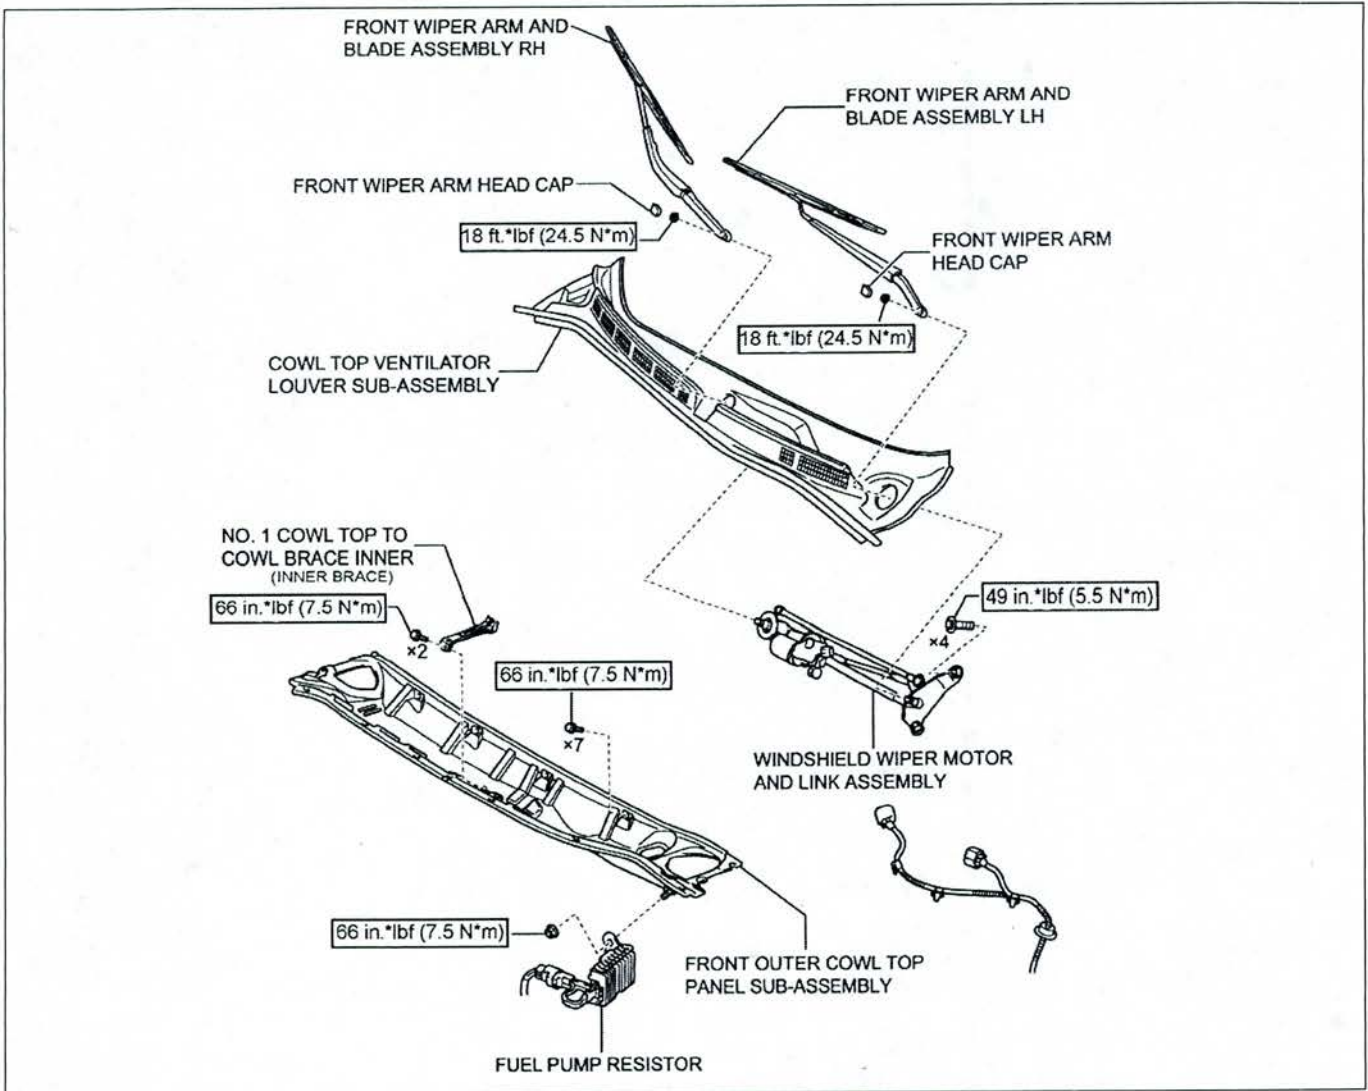 FRONT WIPER ARM AND
BLADE ASSEMBLY RH
FRONT WIPER ARM AND
BLADE ASSEMBLY LH
FRONT WIPER ARM HEAD CAP
18 ft.*lbf (24.5 N*m)
FRONT WIPER ARM
HEAD CAP
18 ft.*lbf (24.5 N*m)
COWL TOP VENTILATOR
LOUVER SUB-ASSEMBLY
NO. 1 COWL TOP TO
COWL BRACE INNER
(INNER BRACE)
66 in.*lbf (7.5 N*m)
×2
49 in.*lbf (5.5 N*m)
×4
66 in.*lbf (7.5 N*m)
×7
WINDSHIELD WIPER MOTOR
AND LINK ASSEMBLY
66 in.*lbf (7.5 N*m)
FRONT OUTER COWL TOP
PANEL SUB-ASSEMBLY
FUEL PUMP RESISTOR